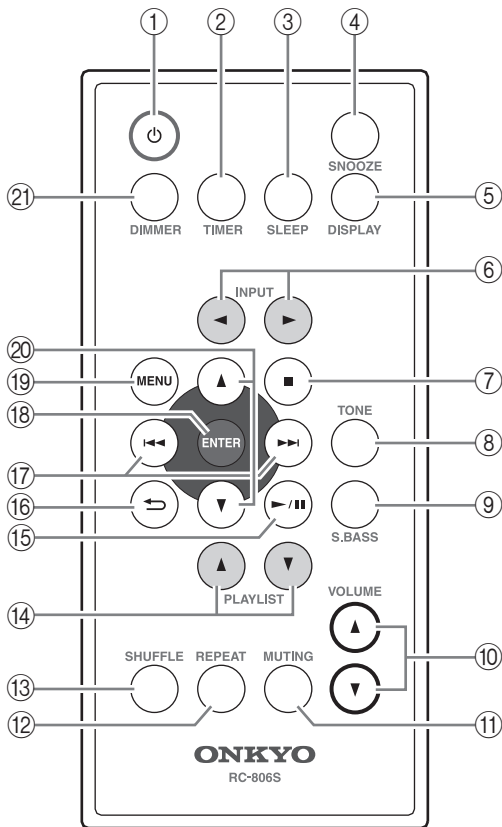 ① ② ③ ④
SNOOZE
㉑ DIMMER TIMER SLEEP DISPLAY ⑤
INPUT ⑥
⑳
⑲ MENU ⑦
⑱ ENTER TONE ⑧
⑰
⑯ ⑨
⑮ S.BASS
⑭ PLAYLIST VOLUME
⑩
SHUFFLE REPEAT MUTING
⑬ ⑫ ⑪
ONKYO
RC-806S